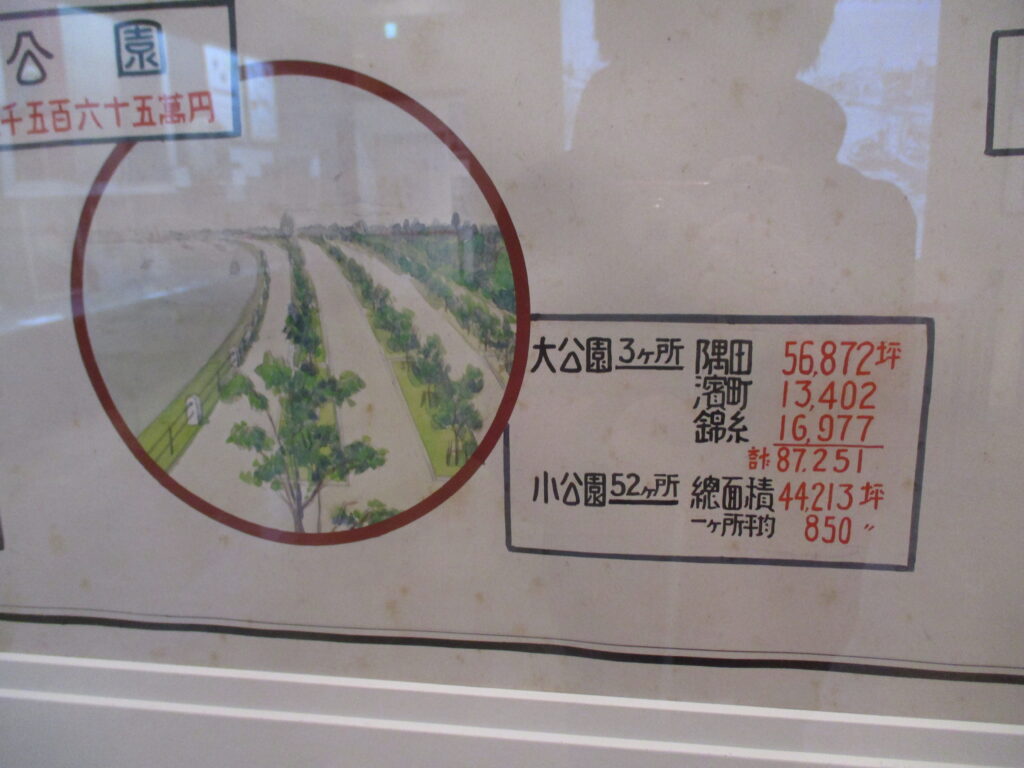 公園
千五百六十五萬円
大公園3ヶ所 隅田 56,872坪
濱町 13,402
錦糸 16,977
計 87,251
小公園52ヶ所 總面積 44,213坪
一ヶ所平均 850〃